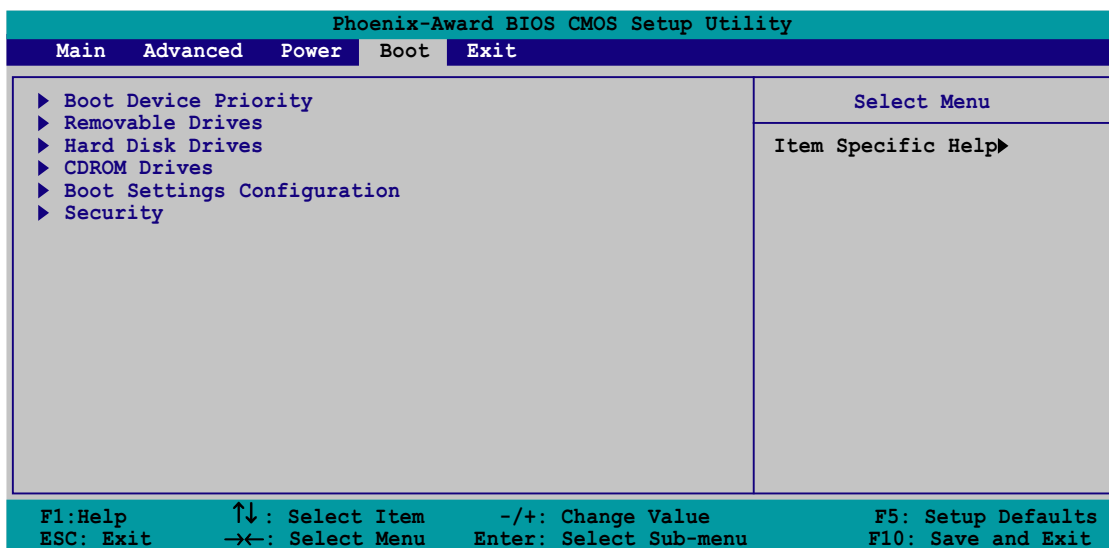 Phoenix-Award BIOS CMOS Setup Utility
Main Advanced Power Boot Exit
Boot Device Priority
Removable Drives
Hard Disk Drives
CDROM Drives
Boot Settings Configuration
Security
Select Menu
Item Specific Help
F1:Help ↑↓: Select Item -/+: Change Value F5: Setup Defaults
ESC: Exit →←: Select Menu Enter: Select Sub-menu F10: Save and Exit